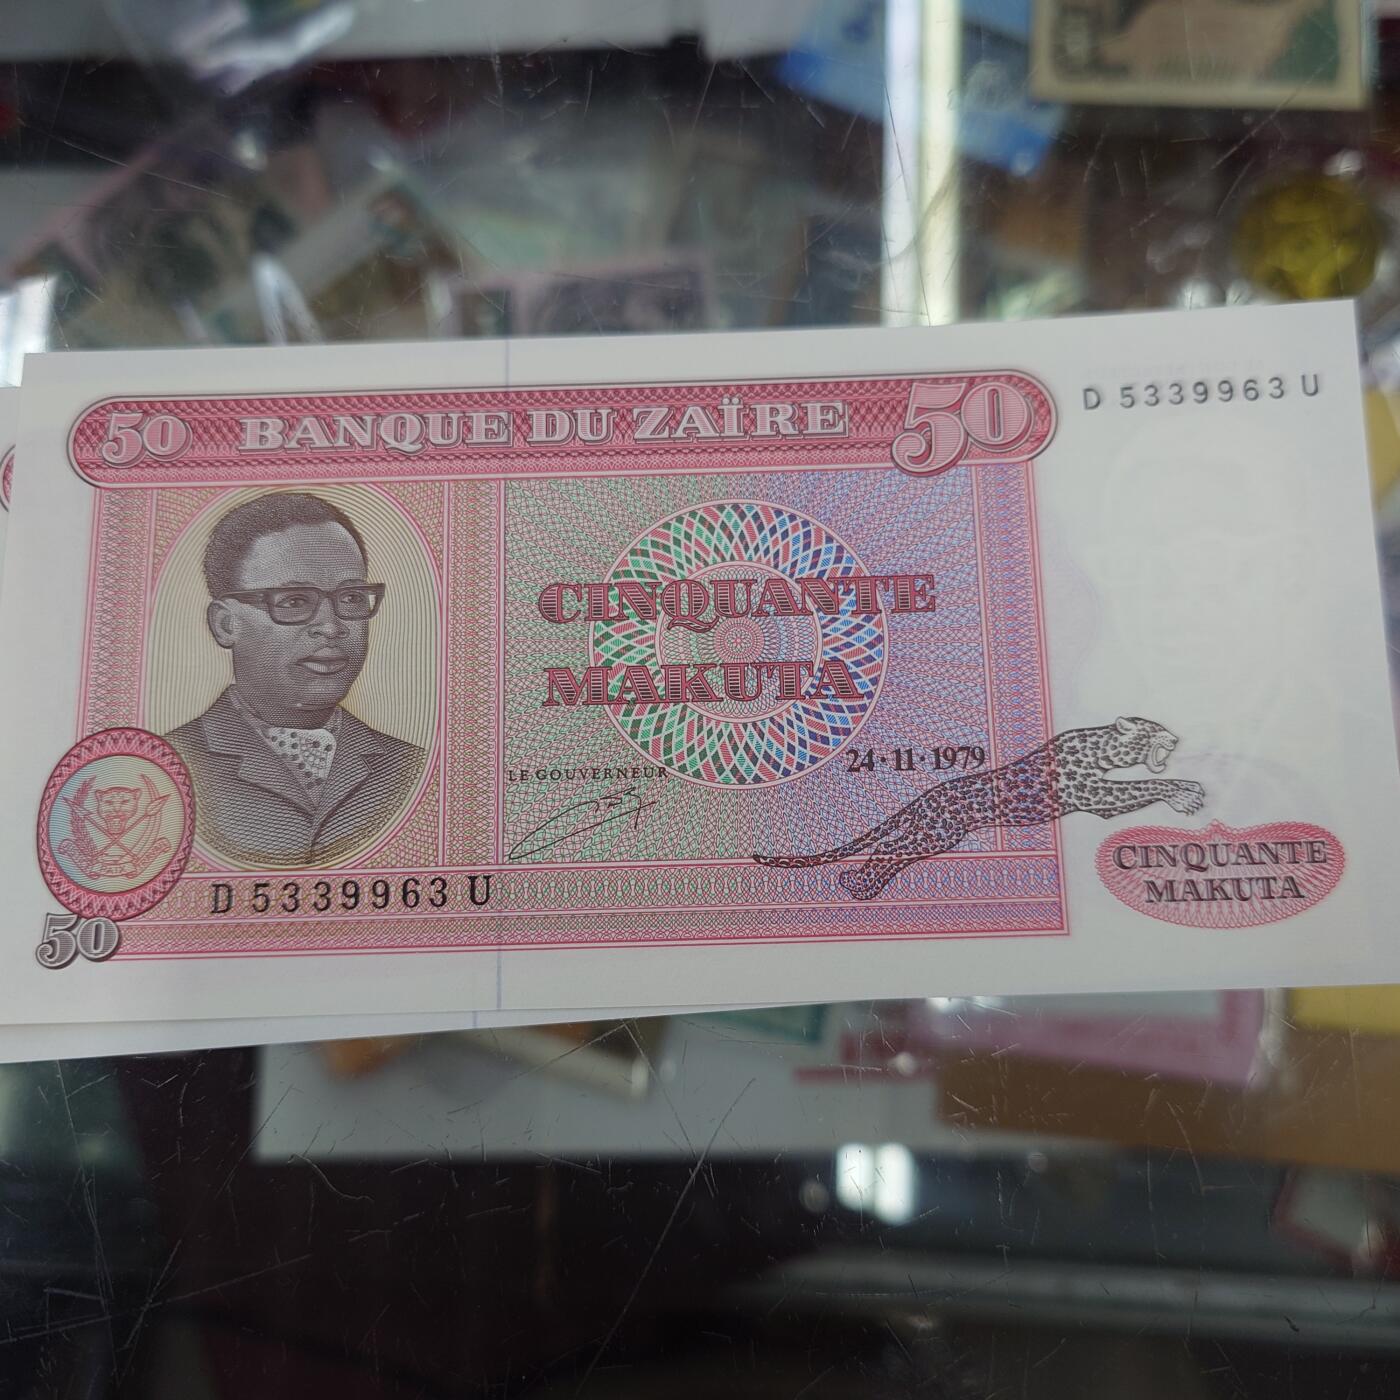 50 BANQUE DU ZAÏRE 50
D 5339963 U
CINQUANTE
MAKUTA
24·11·1979
LE GOUVERNEUR
CINQUANTE
MAKUTA
D 5339963 U
50